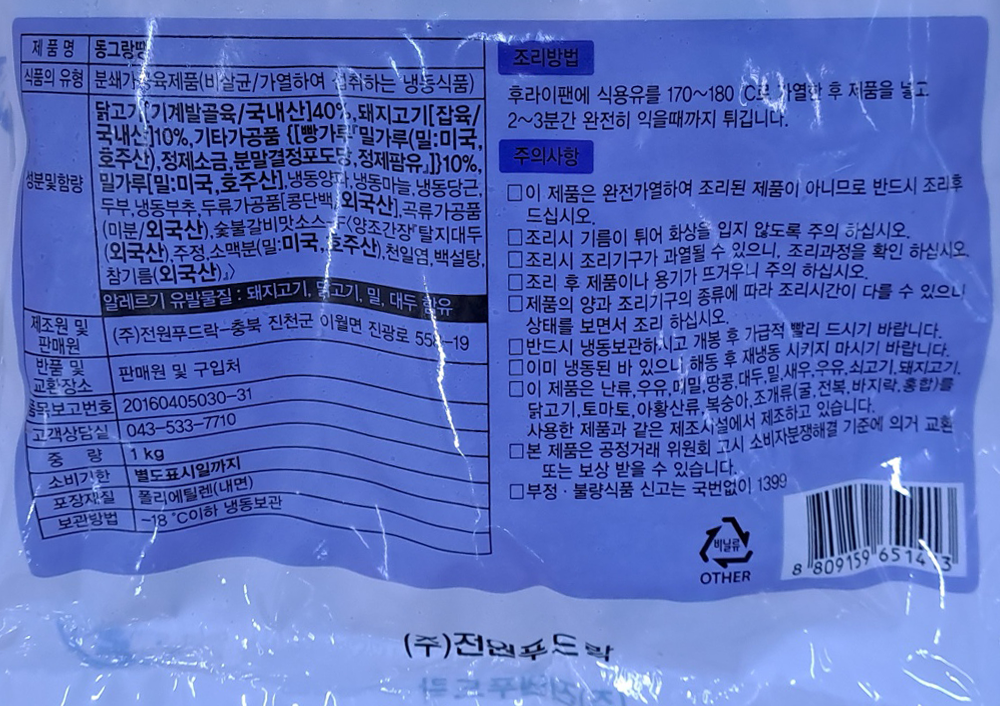 제 품 명 동그랑땡
식품의 유형 분쇄가공육제품(비살균/가열하여 섭취하는 냉동식품)
성분및함량
닭고기[기계발골육/국내산]40%, 돼지고기[잡육/
국내산]10%, 기타가공품 {[『빵가루『밀가루(밀:미국,
호주산), 정제소금, 분말결정포도당, 정제팜유』]}10%,
밀가루[밀:미국, 호주산], 냉동양파, 냉동마늘, 냉동당근,
두부, 냉동부추, 두류가공품[콩단백/외국산], 곡류가공품
(미분/외국산), 숯불갈비맛소스 (양조간장『탈지대두
(외국산), 주정, 소맥분(밀:미국, 호주산), 천일염, 백설탕,
참기름(외국산)』)
알레르기 유발물질 : 돼지고기, 닭고기, 밀, 대두 함유
제조원 및
판매원
(주)전원푸드락-충북 진천군 이월면 진광로 558-19
반품 및
교환장소
판매원 및 구입처
품목보고번호 20160405030-31
고객상담실 043-533-7710
중 량 1 kg
소비기한 별도표시일까지
포장재질 폴리에틸렌(내면)
보관방법 -18 ℃이하 냉동보관
조리방법
후라이팬에 식용유를 170~180 ℃로 가열한 후 제품을 넣고
2~3분간 완전히 익을때까지 튀깁니다.
주의사항
□이 제품은 완전가열하여 조리된 제품이 아니므로 반드시 조리후
드십시오.
□조리시 기름이 튀어 화상을 입지 않도록 주의 하십시오.
□조리시 조리기구가 과열될 수 있으니, 조리과정을 확인 하십시오.
□조리 후 제품이나 용기가 뜨거우니 주의 하십시오.
□제품의 양과 조리기구의 종류에 따라 조리시간이 다를 수 있으니
상태를 보면서 조리 하십시오.
□반드시 냉동보관하시고 개봉 후 가급적 빨리 드시기 바랍니다.
□이미 냉동된 바 있으니 해동 후 재냉동 시키지 마시기 바랍니다.
□이 제품은 난류, 우유, 메밀, 땅콩, 대두, 밀, 새우, 우유, 쇠고기, 돼지고기,
닭고기, 토마토, 아황산류, 복숭아, 조개류(굴, 전복, 바지락, 홍합)를
사용한 제품과 같은 제조시설에서 제조하고 있습니다.
□본 제품은 공정거래 위원회 고시 소비자분쟁해결 기준에 의거 교환
또는 보상 받을 수 있습니다.
□부정 · 불량식품 신고는 국번없이 1399
비닐류
OTHER
8 809159 651413
(주)전원푸드락